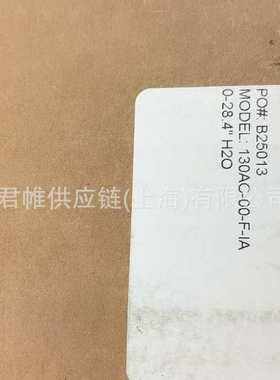 PO#: B25013
MODEL: 130AC-00-F-IA
0-28.4" H2O
君帷供应链(上海)有限公司